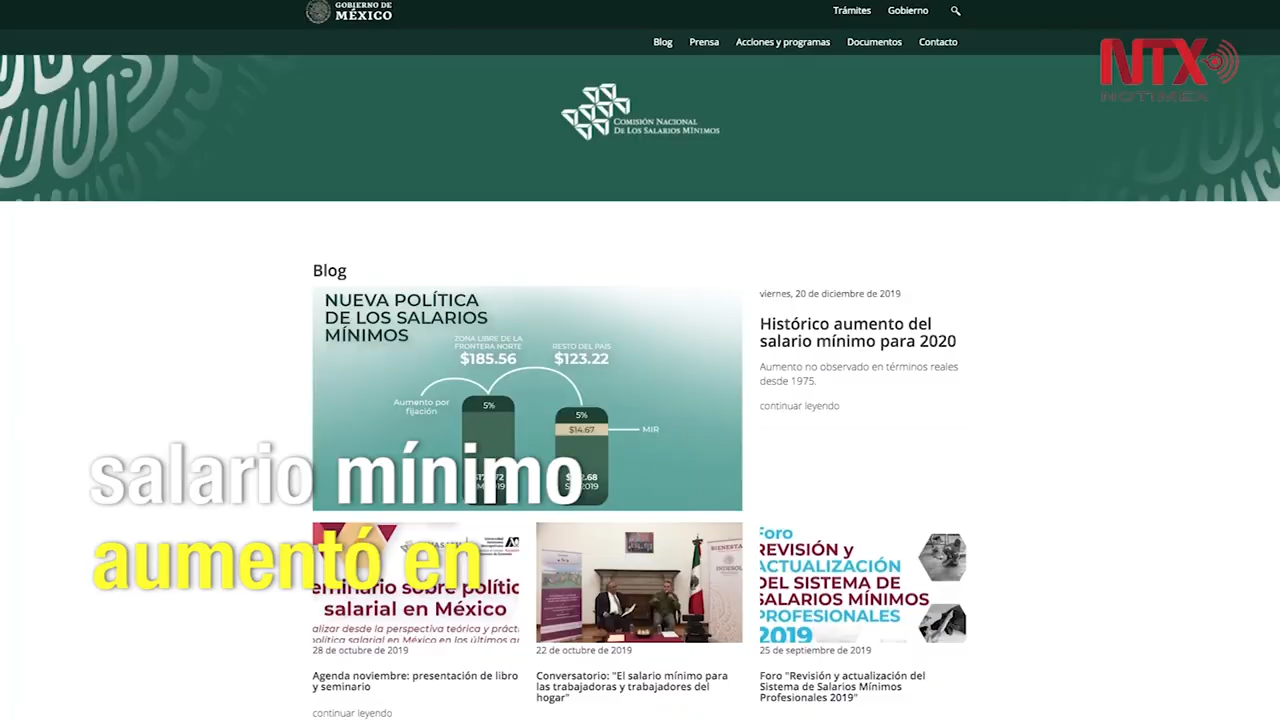 GOBIERNO DE
MÉXICO
Trámites Gobierno
Blog Prensa Acciones y programas Documentos Contacto
NTX
NOTIMEX
COMISIÓN NACIONAL
DE LOS SALARIOS MÍNIMOS
Blog
NUEVA POLÍTICA
DE LOS SALARIOS
MÍNIMOS
ZONA LIBRE DE LA
FRONTERA NORTE
$185.56
RESTO DEL PAÍS
$123.22
Aumento por
fijación
5%
5%
$14.67
MIR
viernes, 20 de diciembre de 2019
Histórico aumento del
salario mínimo para 2020
Aumento no observado en términos reales
desde 1975.
continuar leyendo
salario mínimo
aumentó en
salarial en México
28 de octubre de 2019
Agenda noviembre: presentación de libro
y seminario
continuar leyendo
BIENESTA
INDESOL
22 de octubre de 2019
Conversatorio: "El salario mínimo para
las trabajadoras y trabajadores del
hogar"
Foro
REVISIÓN y
ACTUALIZACIÓN
DEL SISTEMA DE
SALARIOS MÍNIMOS
PROFESIONALES
2019
25 de septiembre de 2019
Foro "Revisión y actualización del
Sistema de Salarios Mínimos
Profesionales 2019"